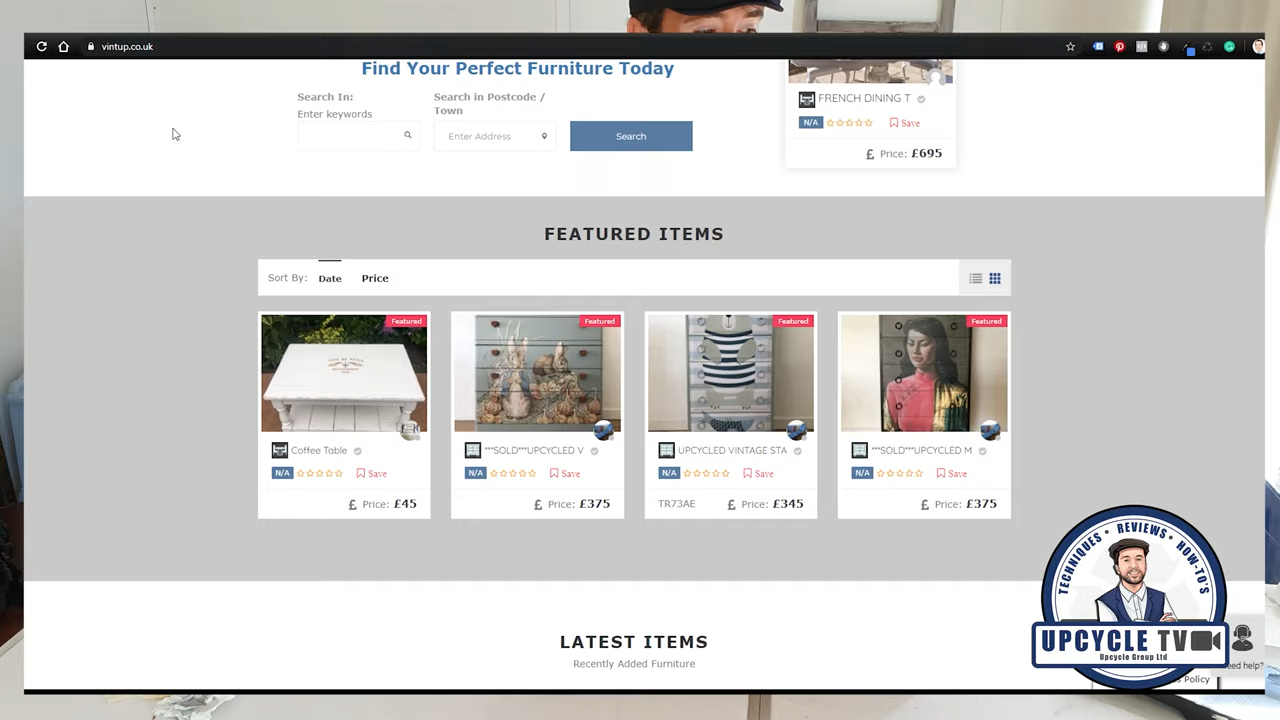 vintup.co.uk
Find Your Perfect Furniture Today
Search In:
Enter keywords
Search in Postcode /
Town
Enter Address
Search
FRENCH DINING T
N/A
Save
£ Price: £695
FEATURED ITEMS
Sort By: Date Price
Featured
Coffee Table
N/A
Save
£ Price: £45
Featured
***SOLD***UPCYCLED V
N/A
Save
£ Price: £375
Featured
UPCYCLED VINTAGE STA
N/A
Save
TR73AE £ Price: £345
Featured
***SOLD***UPCYCLED M
N/A
Save
£ Price: £375
LATEST ITEMS
Recently Added Furniture
TECHNIQUES • REVIEWS • HOW-TO'S
UPCYCLE TV
Upcycle Group Ltd
eed help?
s Policy